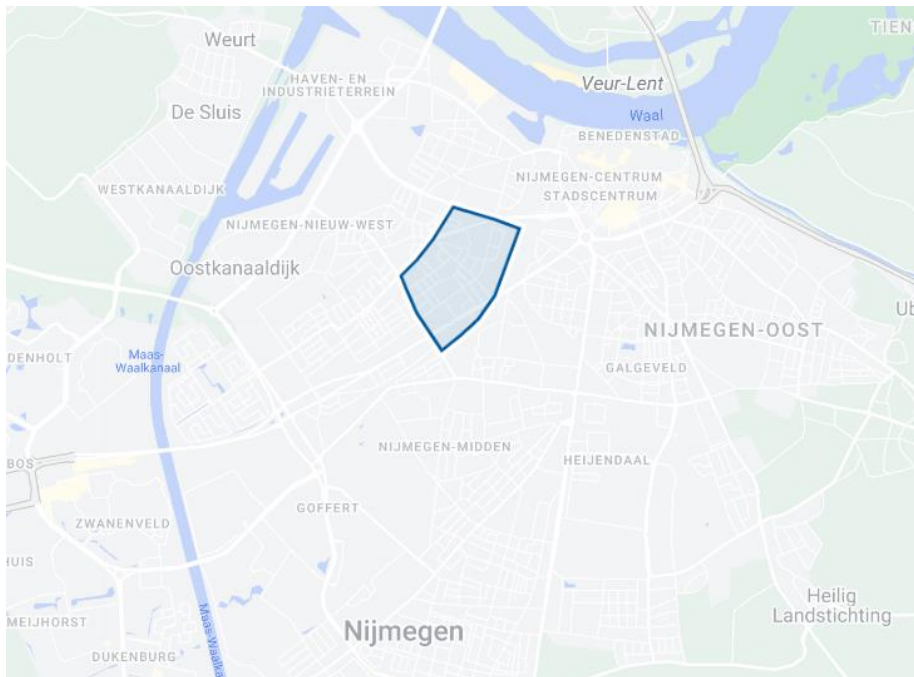 Weurt
TIEN
HAVEN- EN
INDUSTRIETERREIN
Veur-Lent
De Sluis
Waal
BENEDENSTAD
NIJMEGEN-CENTRUM
STADSCENTRUM
WESTKANAALDIJK
NIJMEGEN-NIEUW-WEST
Oostkanaaldijk
Ub
NIJMEGEN-OOST
Maas-
Waalkanaal
DENHOLT
GALGEVELD
NIJMEGEN-MIDDEN
BOS
HEIJENDAAL
GOFFERT
ZWANENVELD
HUIS
Heilig
Landstichting
MEIJHORST
Maas-Waalka
Nijmegen
DUKENBURG